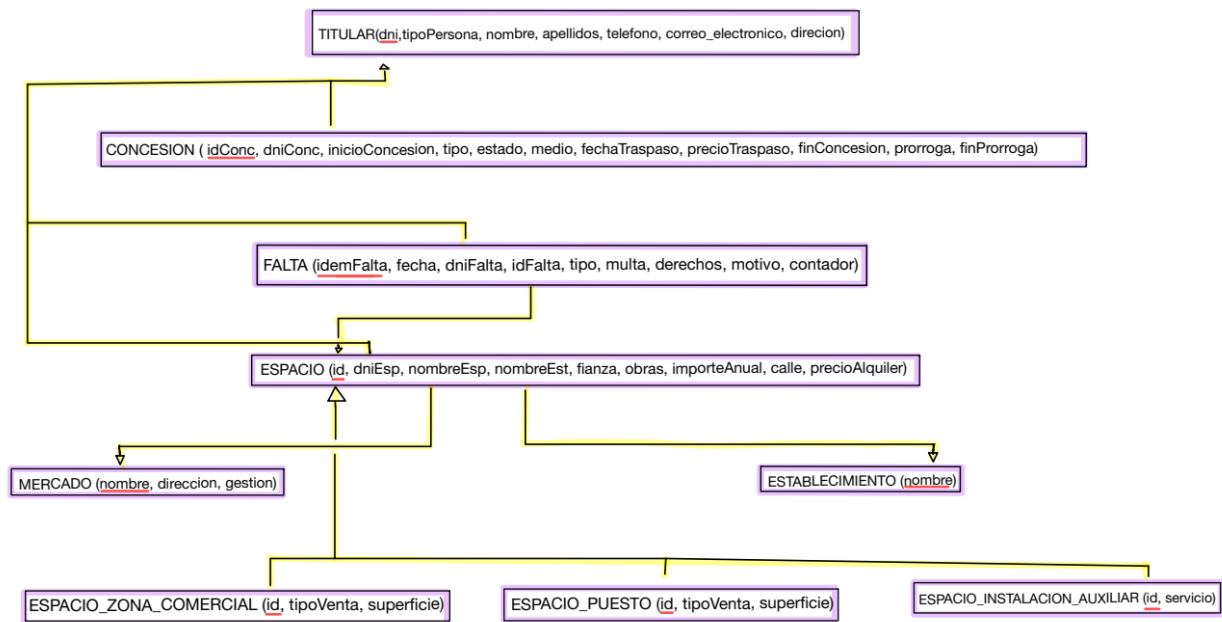 TITULAR(dni,tipoPersona, nombre, apellidos, telefono, correo_electronico, direcion)
CONCESION ( idConc, dniConc, inicioConcesion, tipo, estado, medio, fechaTraspaso, precioTraspaso, finConcesion, prorroga, finProrroga)
FALTA (idemFalta, fecha, dniFalta, idFalta, tipo, multa, derechos, motivo, contador)
ESPACIO (id, dniEsp, nombreEsp, nombreEst, fianza, obras, importeAnual, calle, precioAlquiler)
MERCADO (nombre, direccion, gestion)
ESTABLECIMIENTO (nombre)
ESPACIO_ZONA_COMERCIAL (id, tipoVenta, superficie)
ESPACIO_PUESTO (id, tipoVenta, superficie)
ESPACIO_INSTALACION_AUXILIAR (id, servicio)